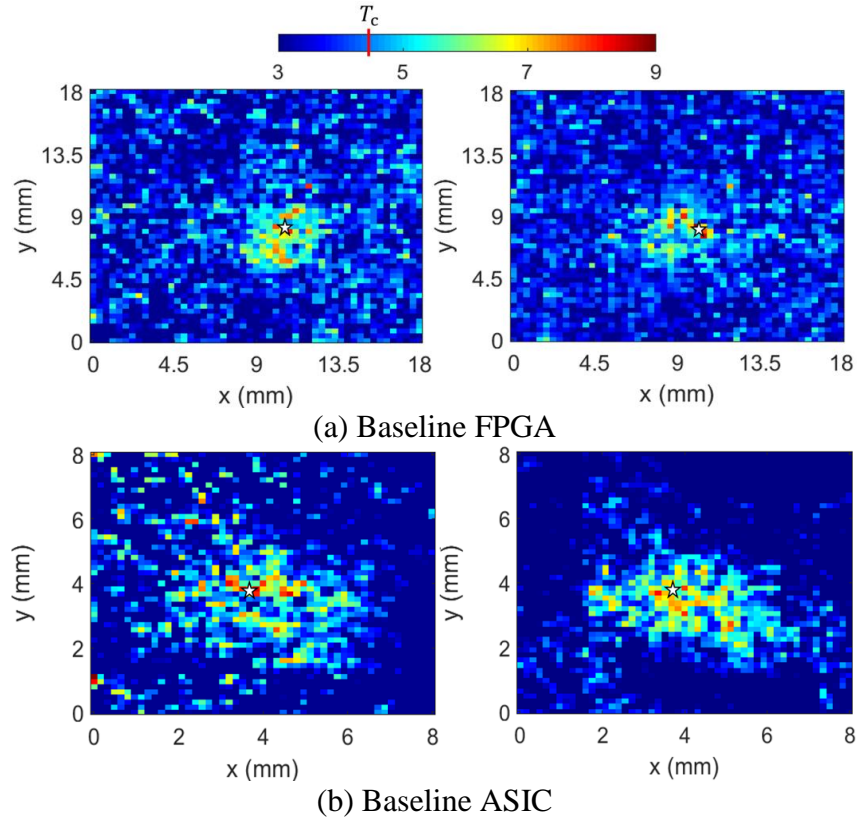 T_c
3 5 7 9
18 18
13.5 13.5
y (mm) y (mm)
9 9
4.5 4.5
0 0
0 4.5 9 13.5 18 0 4.5 9 13.5 18
x (mm) x (mm)
(a) Baseline FPGA
8 8
6 6
y (mm) y (mm)
4 4
2 2
0 0
0 2 4 6 8 0 2 4 6 8
x (mm) x (mm)
(b) Baseline ASIC